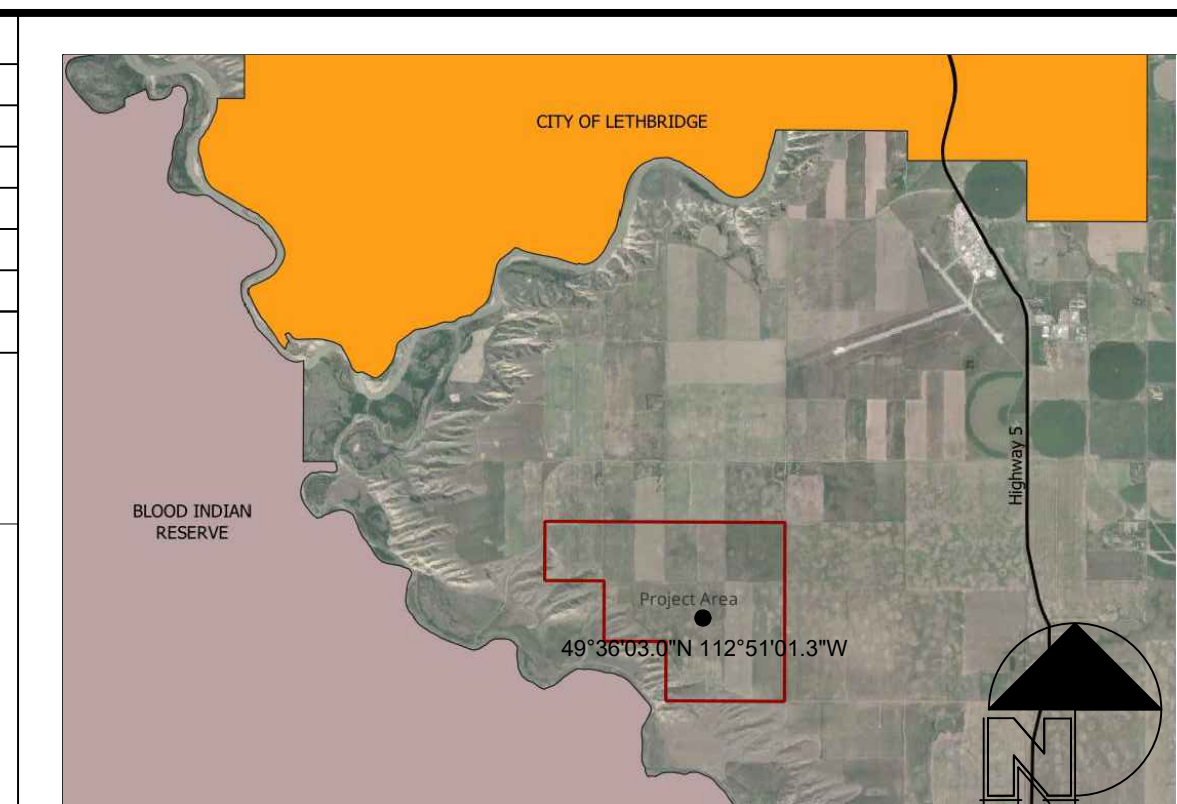 CITY OF LETHBRIDGE
Highway 5
BLOOD INDIAN
RESERVE
Project Area
49°36'03.0"N 112°51'01.3"W
N